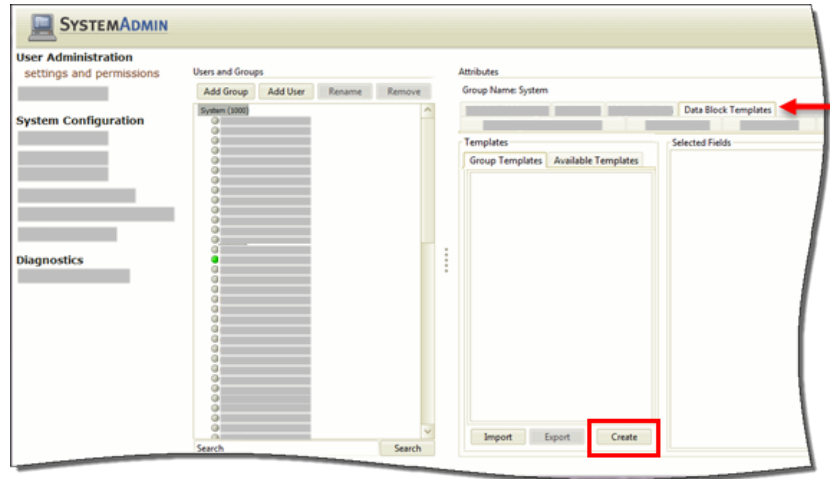 SYSTEMADMIN
User Administration
settings and permissions
System Configuration
Diagnostics
Users and Groups
Add Group Add User Rename Remove
System (1000)
Search Search
Attributes
Group Name: System
Data Block Templates
Templates
Group Templates Available Templates
Import Export Create
Selected Fields